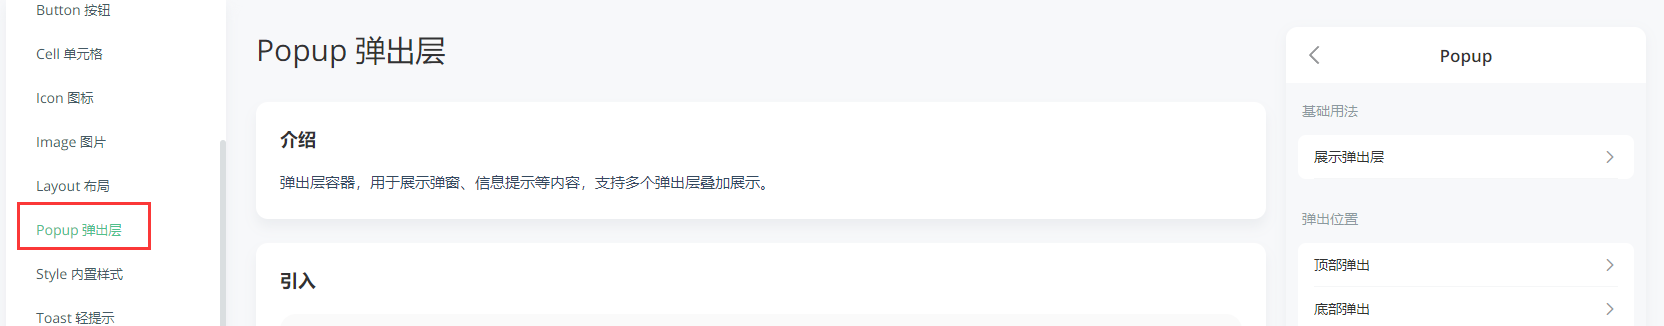 Button 按钮
Cell 单元格
Icon 图标
Image 图片
Layout 布局
Popup 弹出层
Style 内置样式
Toast 轻提示
Popup 弹出层
介绍
弹出层容器，用于展示弹窗、信息提示等内容，支持多个弹出层叠加展示。
引入
Popup
基础用法
展示弹出层
弹出位置
顶部弹出
底部弹出